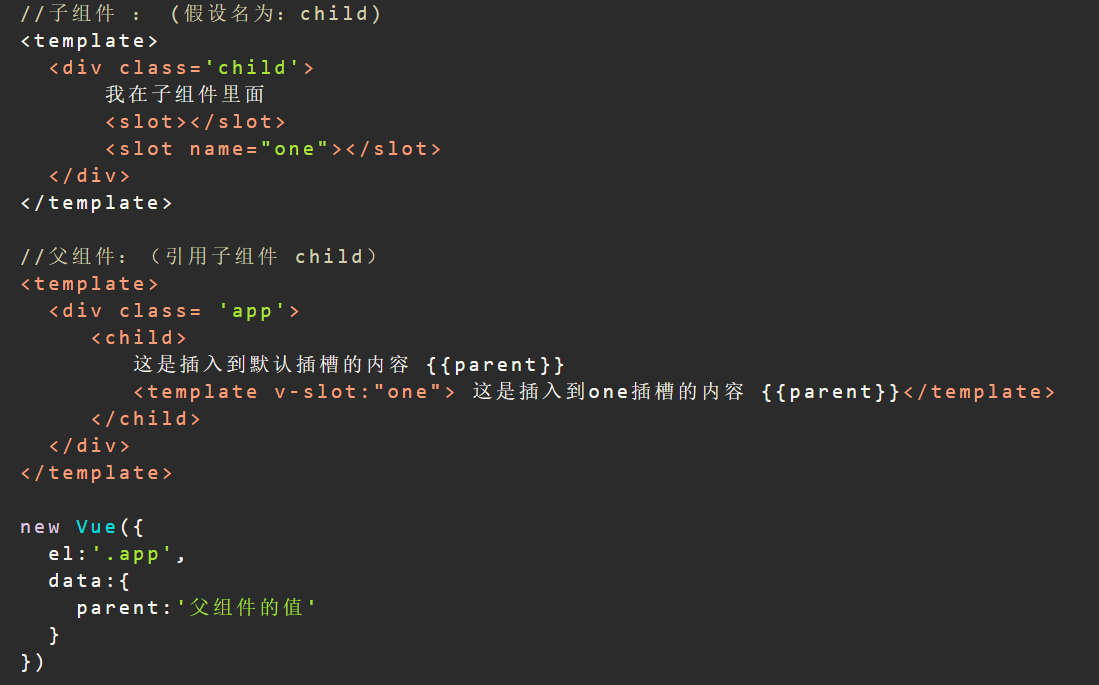 //子组件 ： (假设名为：child)
<template>
  <div class='child'>
      我在子组件里面
      <slot></slot>
      <slot name="one"></slot>
  </div>
</template>

//父组件：（引用子组件 child）
<template>
  <div class= 'app'>
     <child>
        这是插入到默认插槽的内容 {{parent}}
        <template v-slot:"one"> 这是插入到one插槽的内容 {{parent}}</template>
     </child>
  </div>
</template>

new Vue({
  el:'.app',
  data:{
    parent:'父组件的值'
  }
})